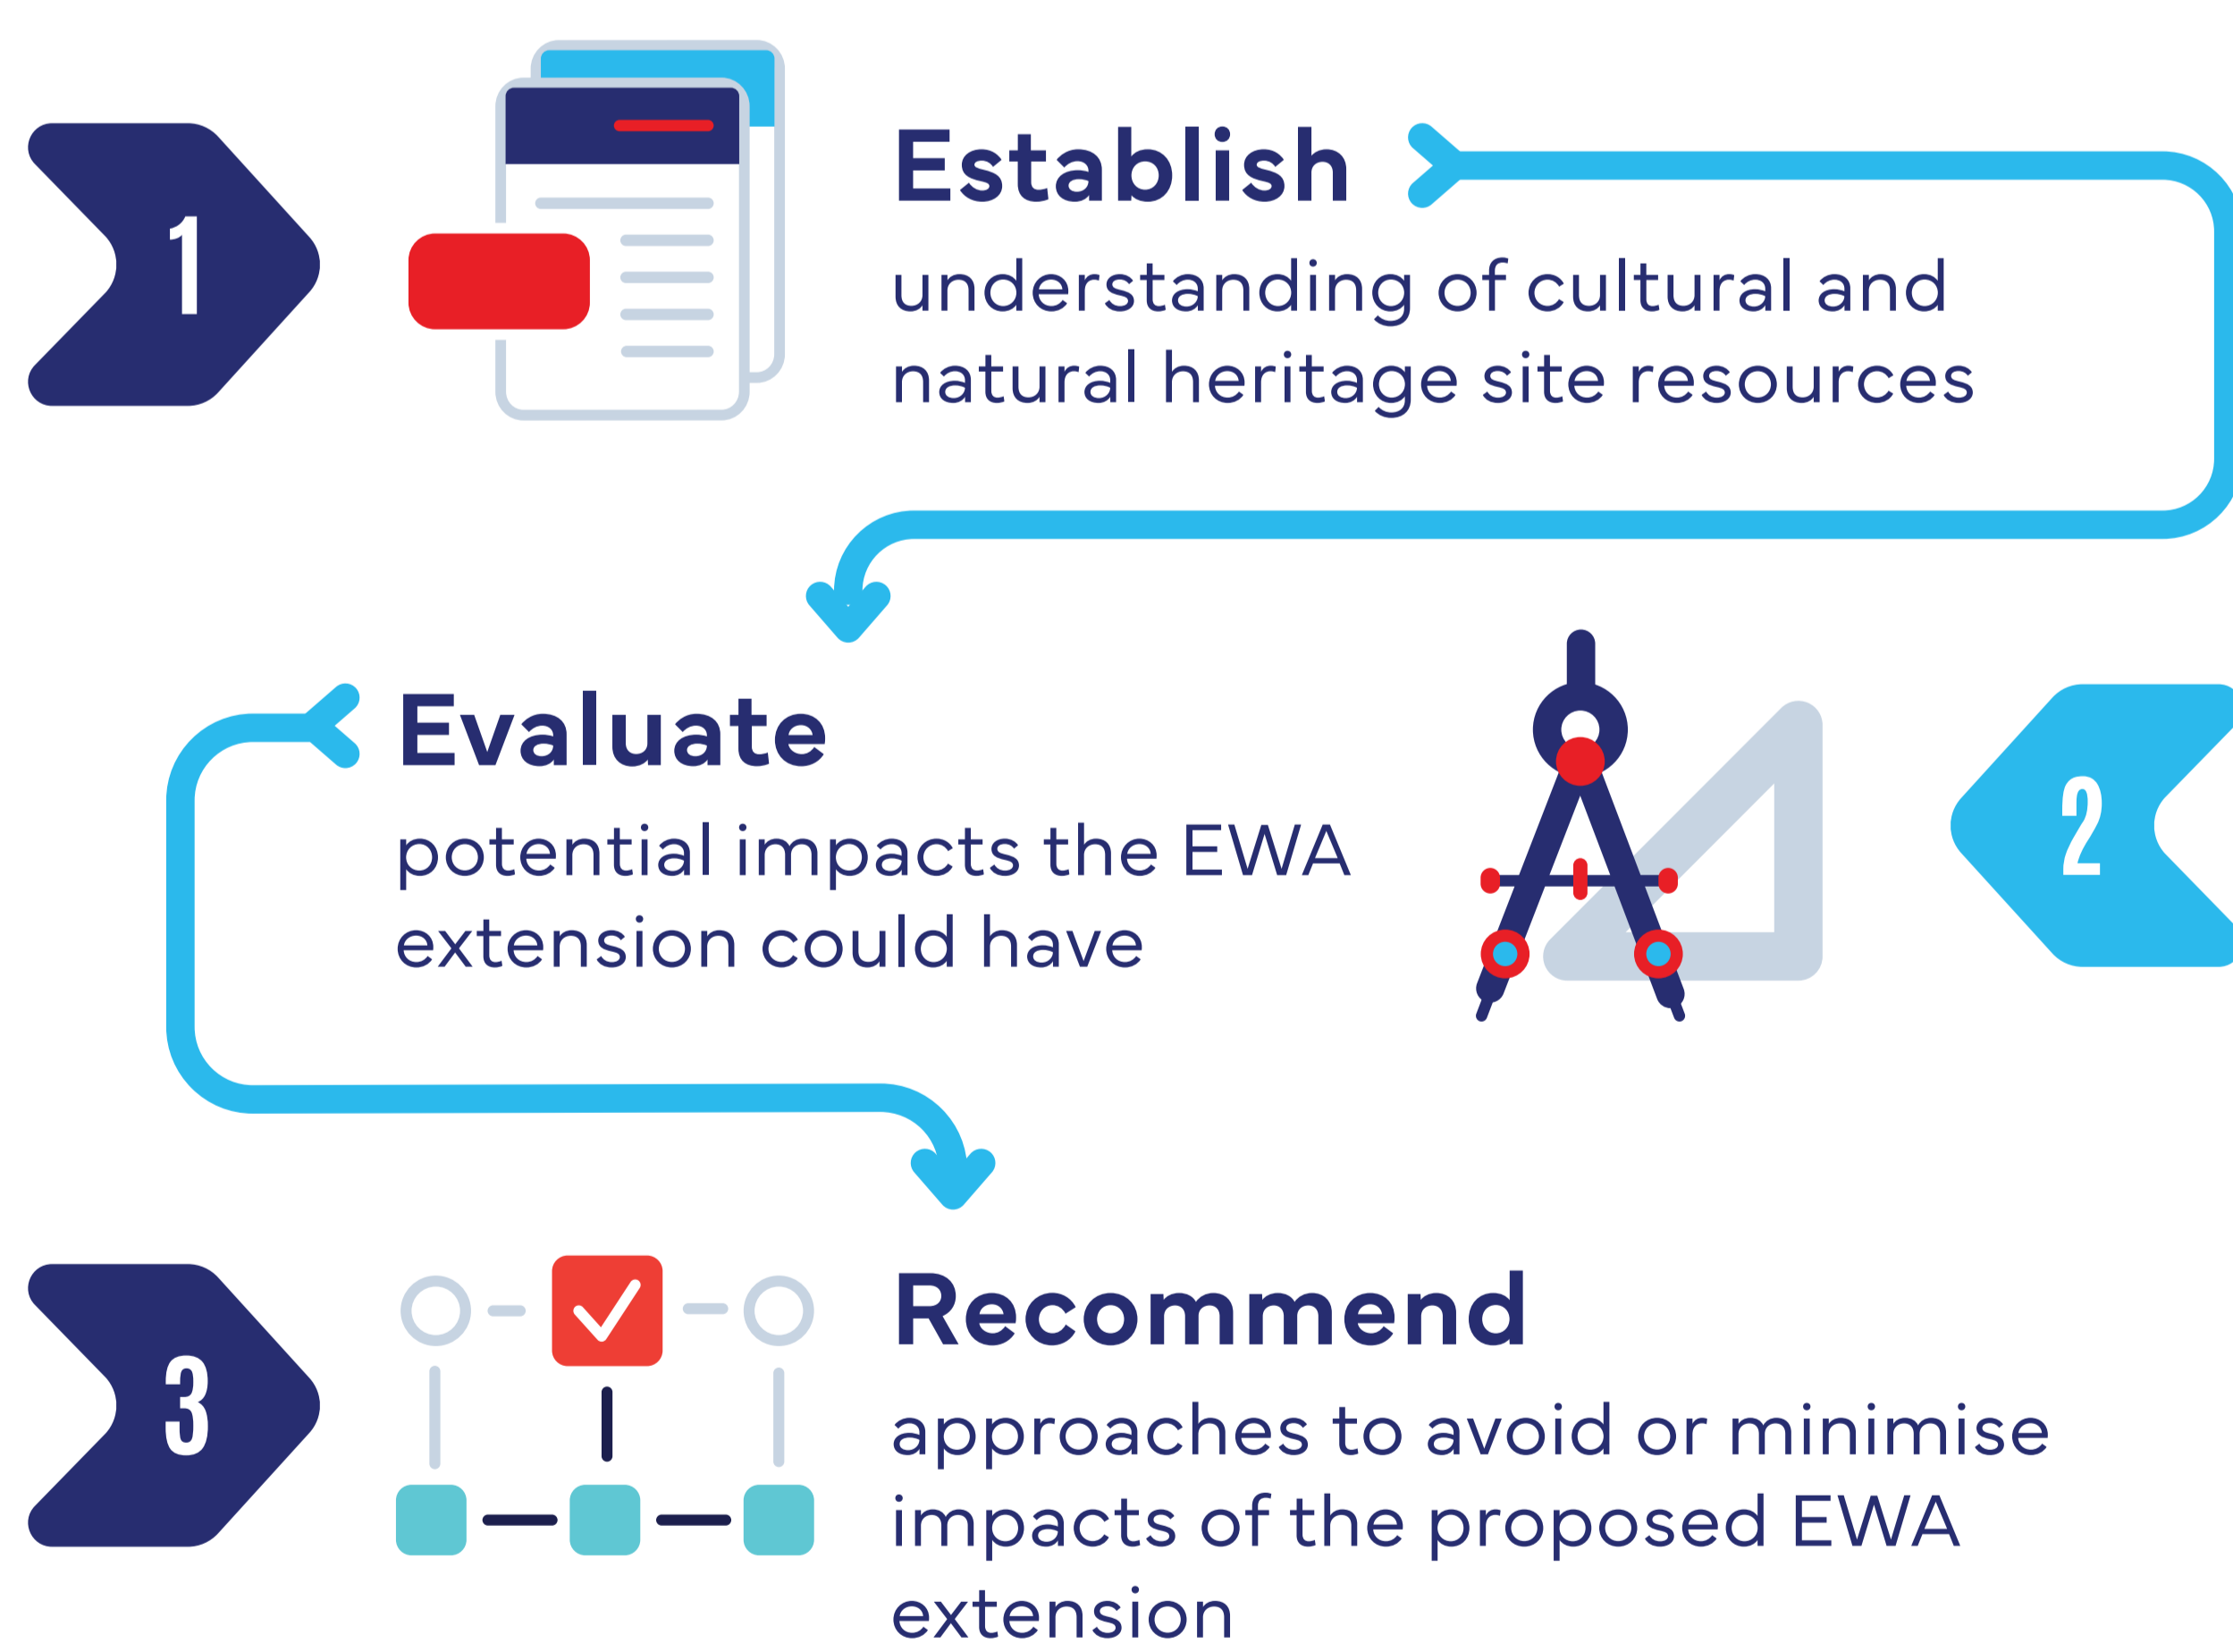 1
Establish
understanding of cultural and
natural heritage site resources
Evaluate
potential impacts the EWA
extension could have
2
3
Recommend
approaches to avoid or minimise
impacts of the proposed EWA
extension